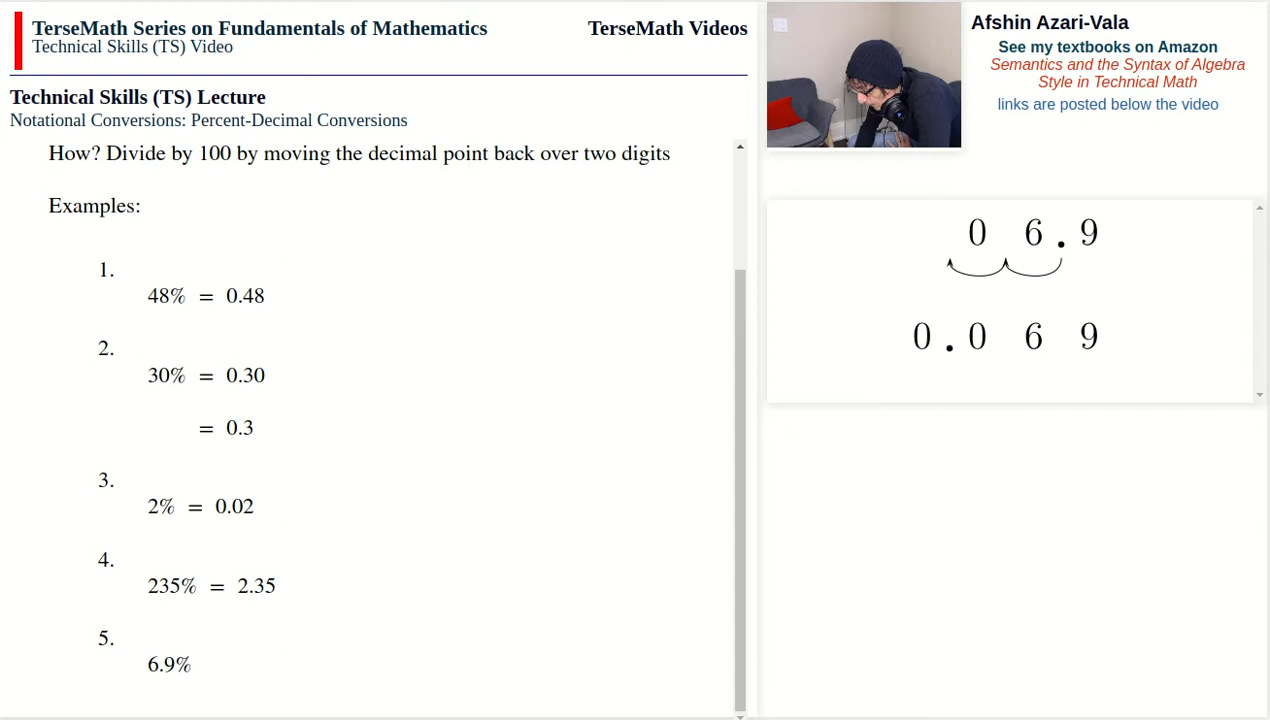 TerseMath Series on Fundamentals of Mathematics
Technical Skills (TS) Video
TerseMath Videos
Technical Skills (TS) Lecture
Notational Conversions: Percent-Decimal Conversions
How? Divide by 100 by moving the decimal point back over two digits
Examples:
1.
48% = 0.48
2.
30% = 0.30
= 0.3
3.
2% = 0.02
4.
235% = 2.35
5.
6.9%
Afshin Azari-Vala
See my textbooks on Amazon
Semantics and the Syntax of Algebra
Style in Technical Math
links are posted below the video
0 6 . 9
0 . 0 6 9